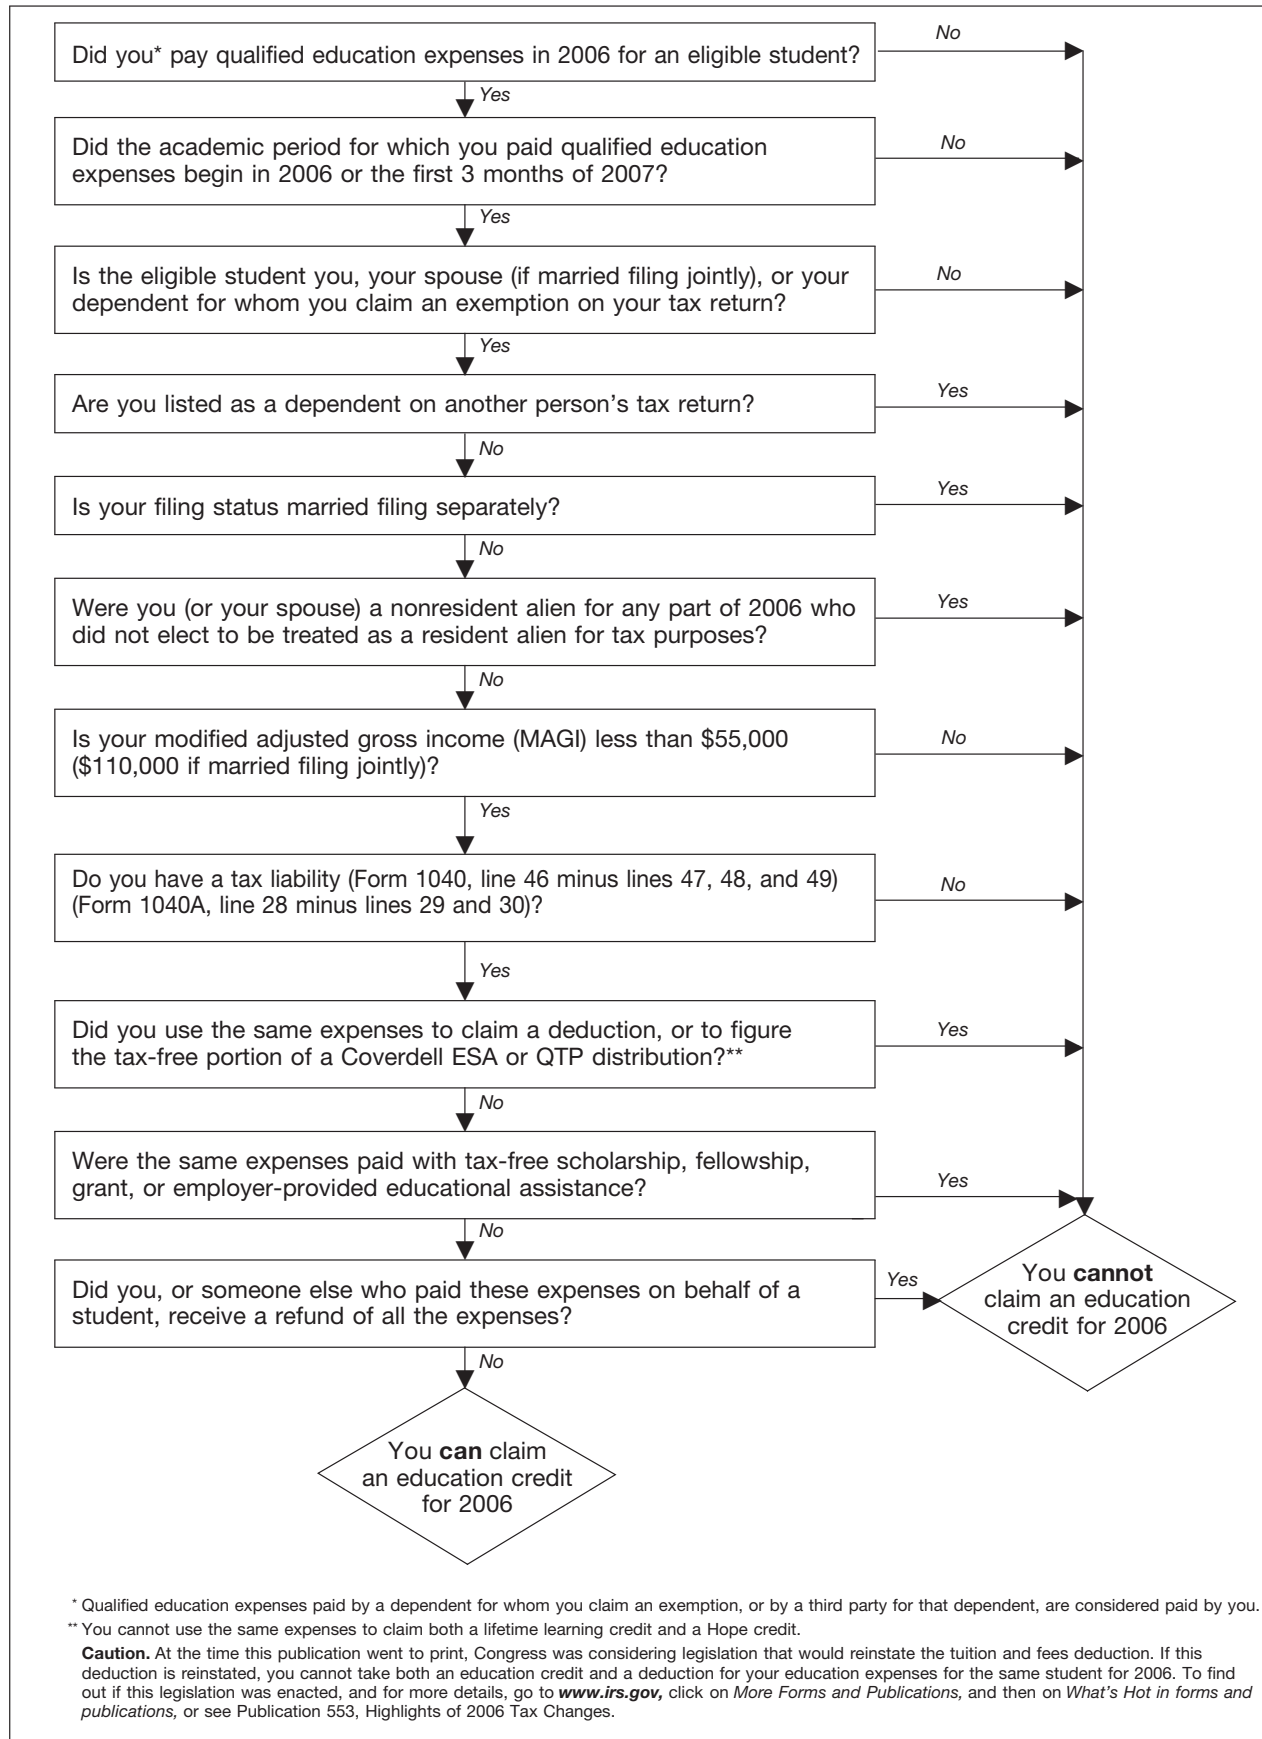 Did you* pay qualified education expenses in 2006 for an eligible student?
No
Yes
Did the academic period for which you paid qualified education
expenses begin in 2006 or the first 3 months of 2007?
No
Yes
Is the eligible student you, your spouse (if married filing jointly), or your
dependent for whom you claim an exemption on your tax return?
No
Yes
Are you listed as a dependent on another person's tax return?
Yes
No
Is your filing status married filing separately?
Yes
No
Were you (or your spouse) a nonresident alien for any part of 2006 who
did not elect to be treated as a resident alien for tax purposes?
Yes
No
Is your modified adjusted gross income (MAGI) less than $55,000
($110,000 if married filing jointly)?
No
Yes
Do you have a tax liability (Form 1040, line 46 minus lines 47, 48, and 49)
(Form 1040A, line 28 minus lines 29 and 30)?
No
Yes
Did you use the same expenses to claim a deduction, or to figure
the tax-free portion of a Coverdell ESA or QTP distribution?**
Yes
No
Were the same expenses paid with tax-free scholarship, fellowship,
grant, or employer-provided educational assistance?
Yes
No
Did you, or someone else who paid these expenses on behalf of a
student, receive a refund of all the expenses?
Yes
You cannot
claim an education
credit for 2006
No
You can claim
an education credit
for 2006
* Qualified education expenses paid by a dependent for whom you claim an exemption, or by a third party for that dependent, are considered paid by you.
** You cannot use the same expenses to claim both a lifetime learning credit and a Hope credit.
Caution. At the time this publication went to print, Congress was considering legislation that would reinstate the tuition and fees deduction. If this
deduction is reinstated, you cannot take both an education credit and a deduction for your education expenses for the same student for 2006. To find
out if this legislation was enacted, and for more details, go to www.irs.gov, click on More Forms and Publications, and then on What's Hot in forms and
publications, or see Publication 553, Highlights of 2006 Tax Changes.